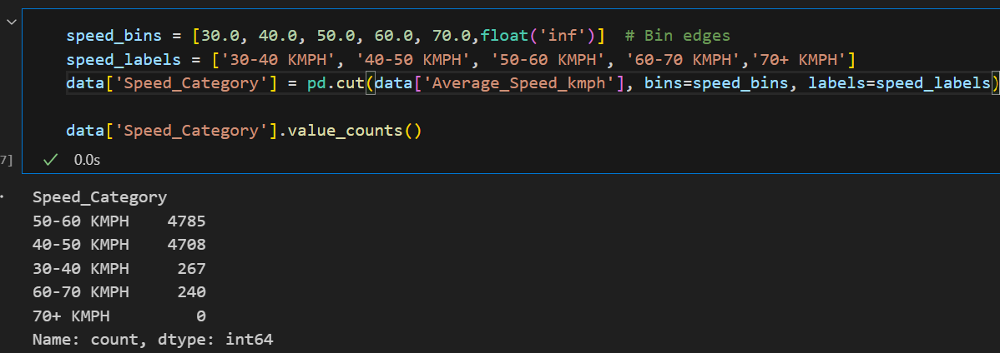 speed_bins = [30.0, 40.0, 50.0, 60.0, 70.0,float('inf')]  # Bin edges
speed_labels = ['30-40 KMPH', '40-50 KMPH', '50-60 KMPH', '60-70 KMPH','70+ KMPH']
data['Speed_Category'] = pd.cut(data['Average_Speed_kmph'], bins=speed_bins, labels=speed_labels)
data['Speed_Category'].value_counts()
7] 0.0s
Speed_Category
50-60 KMPH    4785
40-50 KMPH    4708
30-40 KMPH     267
60-70 KMPH     240
70+ KMPH         0
Name: count, dtype: int64